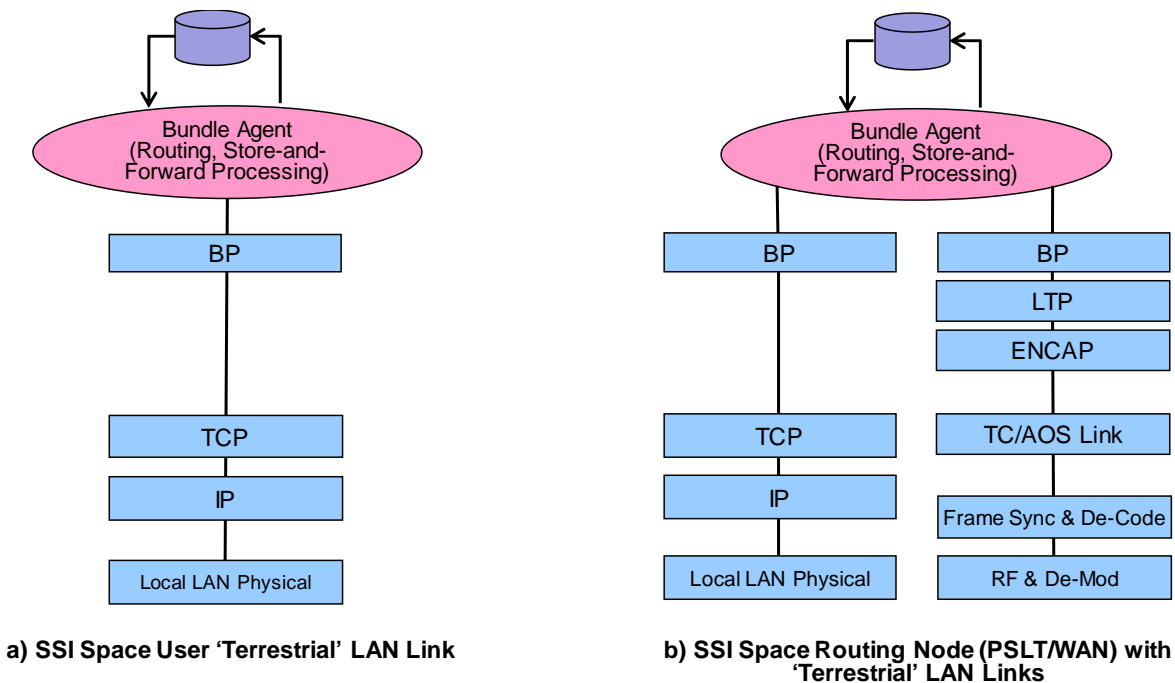 Bundle Agent
(Routing, Store-and-
Forward Processing)
BP
TCP
IP
Local LAN Physical
a) SSI Space User ‘Terrestrial’ LAN Link
Bundle Agent
(Routing, Store-and-
Forward Processing)
BP
TCP
IP
Local LAN Physical
BP
LTP
ENCAP
TC/AOS Link
Frame Sync & De-Code
RF & De-Mod
b) SSI Space Routing Node (PSLT/WAN) with
‘Terrestrial’ LAN Links